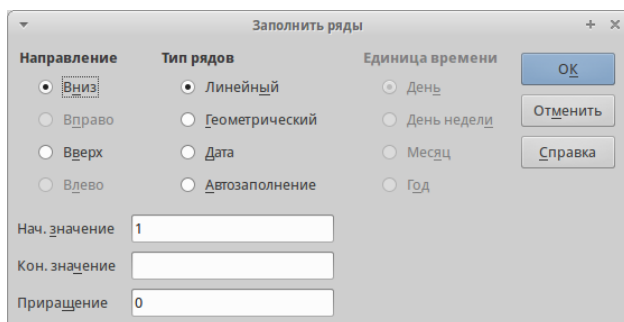 Заполнить ряды
Направление Тип рядов Единица времени
Вниз Линейный День ОК
Вправо Геометрический День недели Отменить
Вверх Дата Месяц Справка
Влево Автозаполнение Год
Нач. значение 1
Кон. значение
Приращение 0